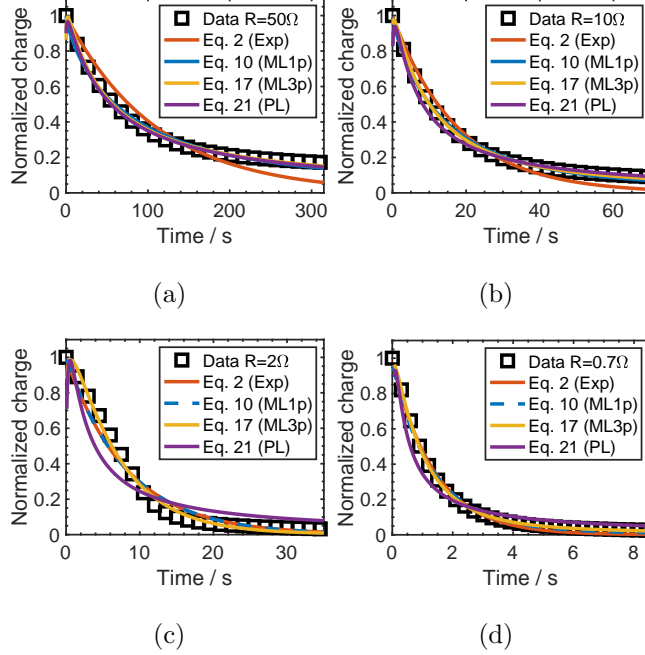 1
0.8
0.6
0.4
0.2
0
Normalized charge
0 100 200 300
Time / s
Data R=50Ω
Eq. 2 (Exp)
Eq. 10 (ML1p)
Eq. 17 (ML3p)
Eq. 21 (PL)
(a)
1
0.8
0.6
0.4
0.2
0
Normalized charge
0 20 40 60
Time / s
Data R=10Ω
Eq. 2 (Exp)
Eq. 10 (ML1p)
Eq. 17 (ML3p)
Eq. 21 (PL)
(b)
1
0.8
0.6
0.4
0.2
0
Normalized charge
0 10 20 30
Time / s
Data R=2Ω
Eq. 2 (Exp)
Eq. 10 (ML1p)
Eq. 17 (ML3p)
Eq. 21 (PL)
(c)
1
0.8
0.6
0.4
0.2
0
Normalized charge
0 2 4 6 8
Time / s
Data R=0.7Ω
Eq. 2 (Exp)
Eq. 10 (ML1p)
Eq. 17 (ML3p)
Eq. 21 (PL)
(d)